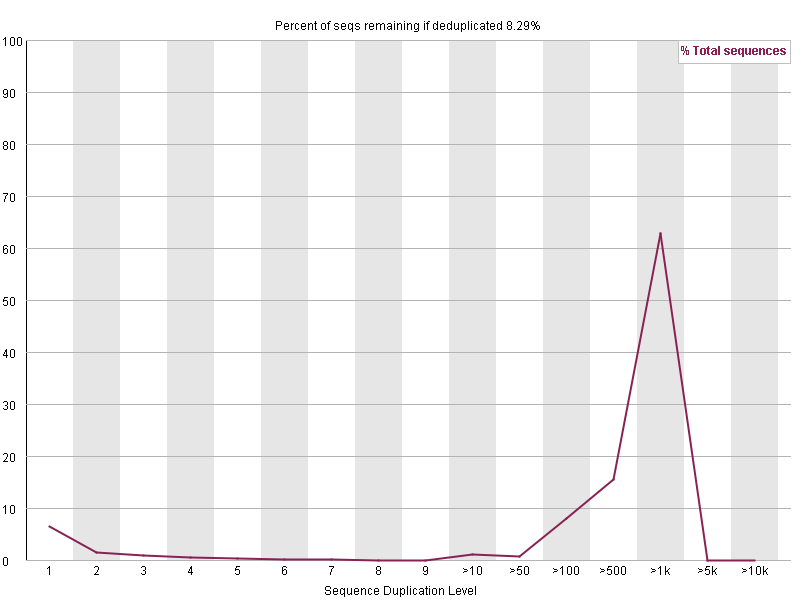 Percent of seqs remaining if deduplicated 8.29%
% Total sequences
100
90
80
70
60
50
40
30
20
10
0
1 2 3 4 5 6 7 8 9 >10 >50 >100 >500 >1k >5k >10k
Sequence Duplication Level